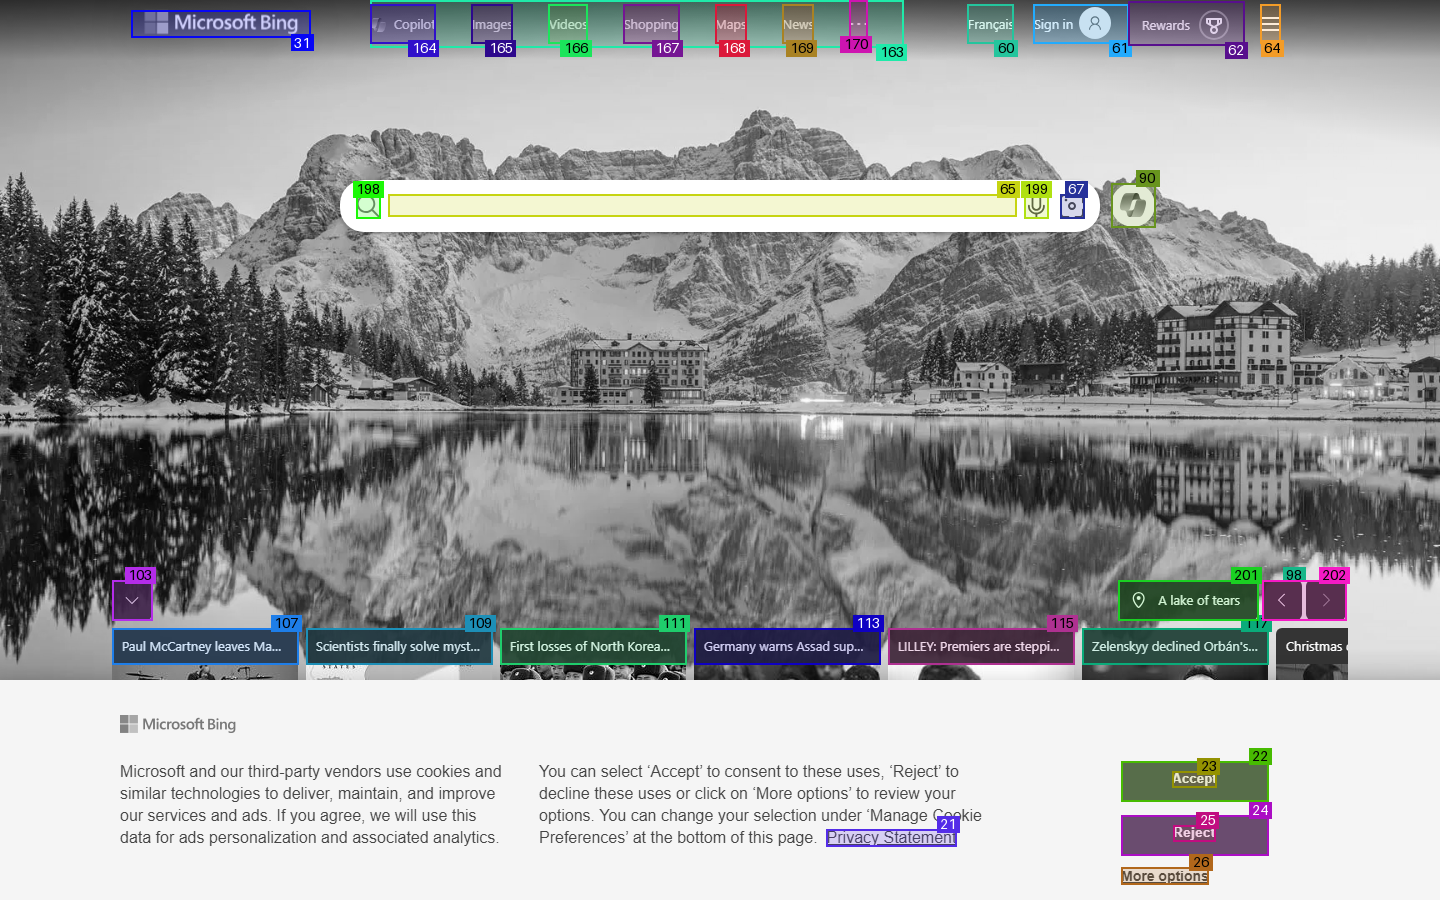 Microsoft Bing
31
Copilot
164
Images
165
Videos
166
Shopping
167
Maps
168
News
169
170
163
Français
60
Sign in
61
Rewards
62
64
198
65
199
67
90
103
201
A lake of tears
98
202
107
Paul McCartney leaves Ma...
109
Scientists finally solve myst...
111
First losses of North Korea...
113
Germany warns Assad sup...
115
LILLEY: Premiers are steppi...
117
Zelenskyy declined Orbán's...
Christmas
STATES
Microsoft Bing
Microsoft and our third-party vendors use cookies and
similar technologies to deliver, maintain, and improve
our services and ads. If you agree, we will use this
data for ads personalization and associated analytics.
You can select ‘Accept’ to consent to these uses, ‘Reject’ to
decline these uses or click on ‘More options’ to review your
options. You can change your selection under ‘Manage Cookie
Preferences’ at the bottom of this page. Privacy Statement
21
22
23
Accept
24
25
Reject
26
More options